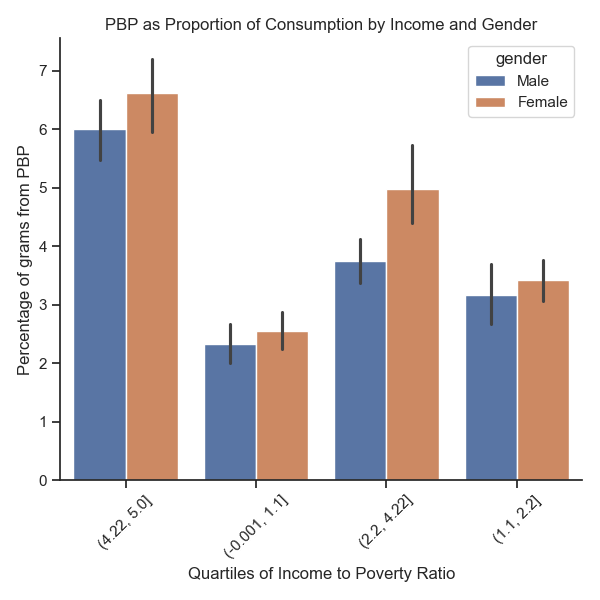 PBP as Proportion of Consumption by Income and Gender
gender
Male
Female
7
6
5
4
3
2
1
0
Percentage of grams from PBP
(4.22, 5.0]
(-0.001, 1.1]
(2.2, 4.22]
(1.1, 2.2]
Quartiles of Income to Poverty Ratio